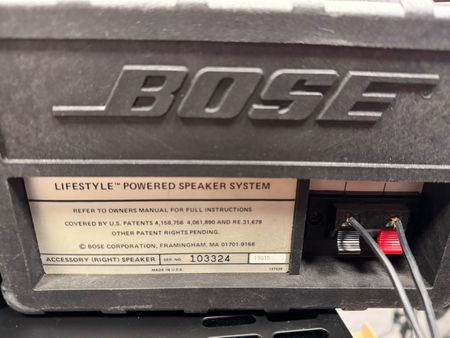 BOSE
LIFESTYLE™ POWERED SPEAKER SYSTEM
REFER TO OWNERS MANUAL FOR FULL INSTRUCTIONS
COVERED BY U.S. PATENTS 4,158,756 4,061,890 AND RE.31,679
OTHER PATENT RIGHTS PENDING.
© BOSE CORPORATION, FRAMINGHAM, MA 01701-9168
ACCESSORY (RIGHT) SPEAKER SER. NO. 103324
MADE IN U.S.A.